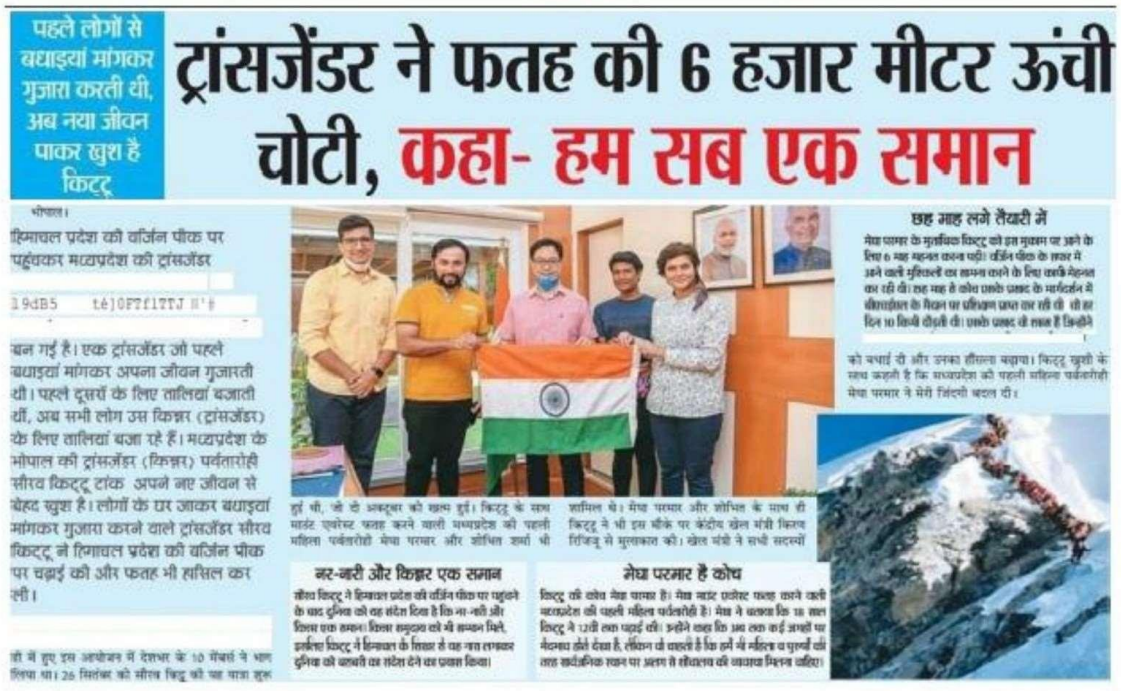 पहले लोगों से
बधाइयां मांगकर
गुजारा करती थी,
अब नया जीवन
पाकर खुश है
किट्टू
ट्रांसजेंडर ने फतह की 6 हजार मीटर ऊंची
चोटी, कहा- हम सब एक समान
भोपाल।
हिमाचल प्रदेश की वर्जिन पीक पर
पहुंचकर मध्यप्रदेश की ट्रांसजेंडर
बन गई है। एक ट्रांसजेंडर जो पहले
बधाइयां मांगकर अपना जीवन गुजारती
थी। पहले दूसरों के लिए तालियां बजाती
थीं, अब सभी लोग उस किन्नर (ट्रांसजेंडर)
के लिए तालियां बजा रहे हैं। मध्यप्रदेश के
भोपाल की ट्रांसजेंडर (किन्नर) पर्वतारोही
सौरव किट्टू टांक अपने नए जीवन से
बेहद खुश है। लोगों के घर जाकर बधाइयां
मांगकर गुजारा करने वाले ट्रांसजेंडर सौरव
किट्टू ने हिमाचल प्रदेश की वर्जिन पीक
पर चढ़ाई की और फतह भी हासिल कर
ली।
ही में हुए इस आयोजन में देशभर के 10 मेंबर्स ने भाग
लिया था। 26 सितंबर को सौरव किट्टू की यह यात्रा शुरू
हुई थी, जो दो अक्टूबर को खत्म हुई। किट्टू के साथ
माउंट एवरेस्ट फतह करने वाली मध्यप्रदेश की पहली
महिला पर्वतारोही मेघा परमार और शोभित शर्मा भी
शामिल थे। मेघा परमार और शोभित के साथ ही
किट्टू ने भी इस मौके पर केंद्रीय खेल मंत्री किरण
रिजिजू से मुलाकात की। खेल मंत्री ने सभी सदस्यों
को बधाई दी और उनका हौंसला बढ़ाया। किट्टू खुशी के
साथ कहती है कि मध्यप्रदेश की पहली महिला पर्वतारोही
मेघा परमार ने मेरी जिंदगी बदल दी।
नर-नारी और किन्नर एक समान
सौरव किट्टू ने हिमाचल प्रदेश की वर्जिन पीक पर पहुंचने
के बाद दुनिया को यह संदेश दिया है कि नर-नारी और
किन्नर एक समान। किन्नर समुदाय को भी सम्मान मिले,
इसलिए किट्टू ने हिमाचल के शिखर से यह नारा लगाकर
दुनिया को बराबरी का संदेश देने का प्रयास किया।
मेघा परमार है कोच
किट्टू की कोच मेघा परमार है। मेघा माउंट एवरेस्ट फतह करने वाली
मध्यप्रदेश की पहली महिला पर्वतारोही है। मेघा ने बताया कि 18 साल
किट्टू ने 12वीं तक पढ़ाई की। उन्होंने कहा कि अब तक कई जगहों पर
भेदभाव होते देखा है, लेकिन वो चाहती है कि हमें भी महिला व पुरुषों की
तरह सार्वजनिक स्थान पर अलग से शौचालय की व्यवस्था मिलना चाहिए।
छह माह लगे तैयारी में
मेघा परमार के मुताबिक किट्टू को इस मुकाम पर आने के
लिए 6 माह मेहनत करना पड़ी। वर्जिन पीक के सफर में
आने वाली मुश्किलों का सामना करने के लिए काफी मेहनत
कर रही थी। छह माह से कोच के मार्गदर्शन में
के मैदान पर प्रशिक्षण प्राप्त कर रही थी वो हर
दिन 10 किमी दौड़ती थी।